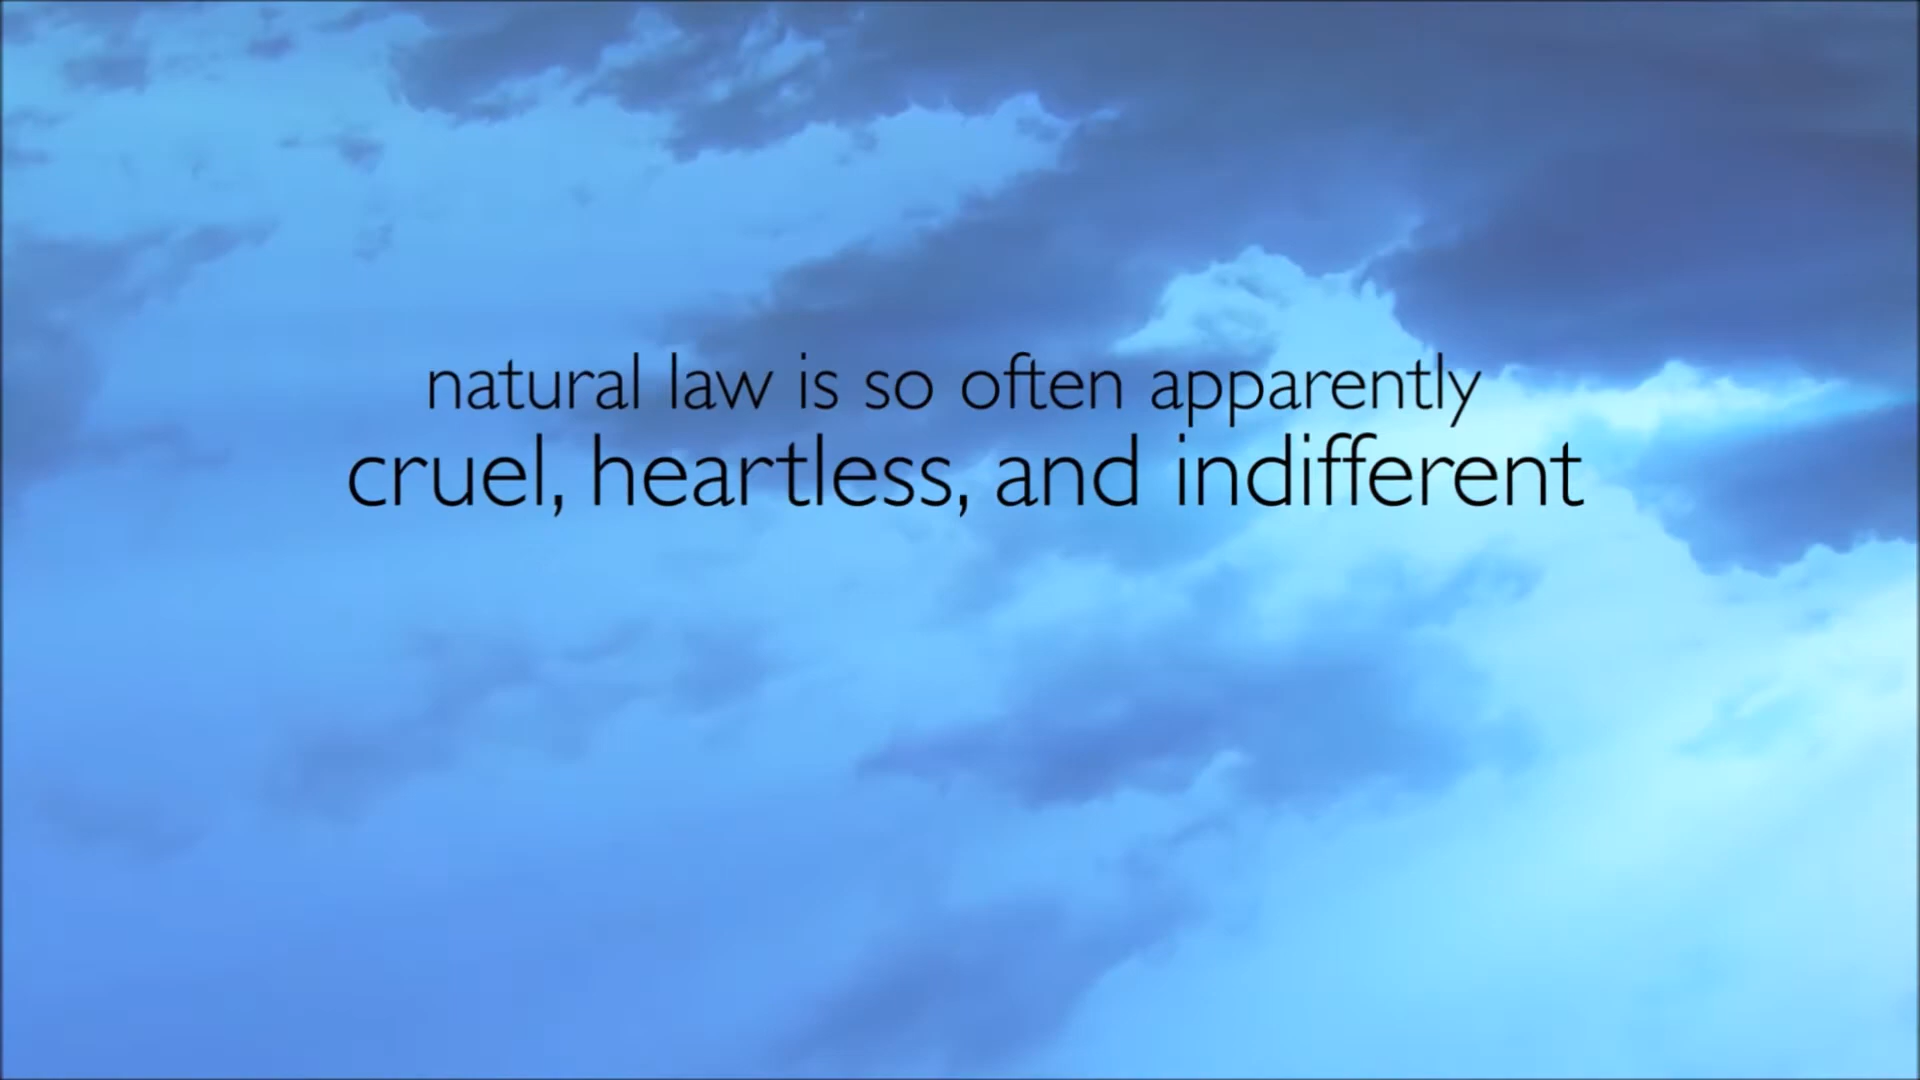 natural law is so often apparently
cruel, heartless, and indifferent